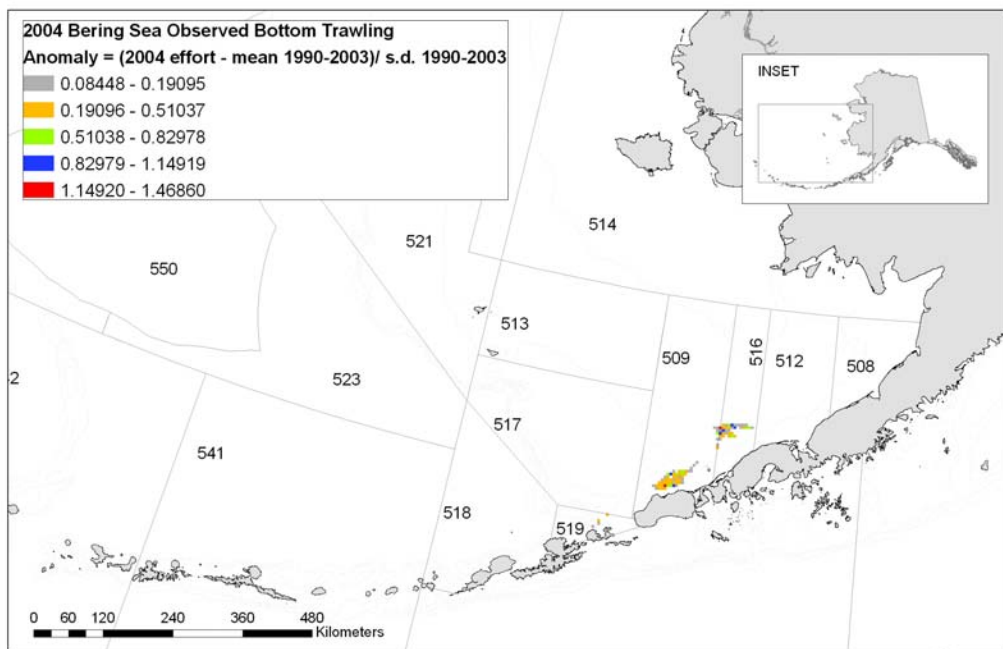 2004 Bering Sea Observed Bottom Trawling
Anomaly = (2004 effort - mean 1990-2003)/ s.d. 1990-2003
0.08448 - 0.19095
0.19096 - 0.51037
0.51038 - 0.82978
0.82979 - 1.14919
1.14920 - 1.46860
INSET
514
521
550
513
509
516
512
508
523
2
517
541
518
519
0 60 120 240 360 480
Kilometers